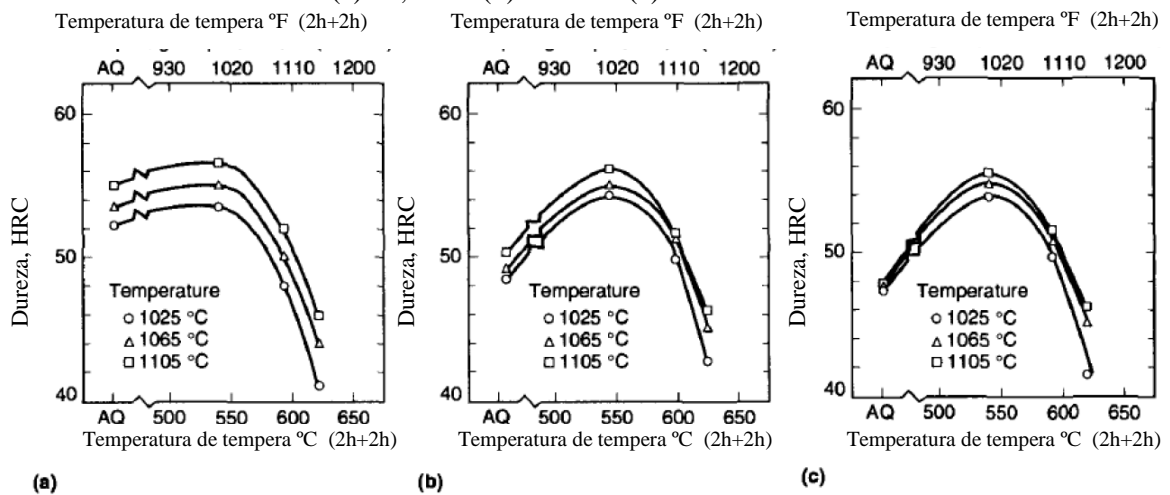 Temperatura de tempera ºF (2h+2h)
Temperatura de tempera ºF (2h+2h)
Temperatura de tempera ºF (2h+2h)
AQ 930 1020 1110 1200
AQ 930 1020 1110 1200
AQ 930 1020 1110 1200
60
50
40
Dureza, HRC
Temperature
1025 °C
1065 °C
1105 °C
AQ 500 550 600 650
Temperatura de tempera ºC (2h+2h)
(a)
60
50
40
Dureza, HRC
Temperature
1025 °C
1065 °C
1105 °C
AQ 500 550 600 650
Temperatura de tempera ºC (2h+2h)
(b)
60
50
40
Dureza, HRC
Temperature
1025 °C
1065 °C
1105 °C
AQ 500 550 600 650
Temperatura de tempera ºC (2h+2h)
(c)